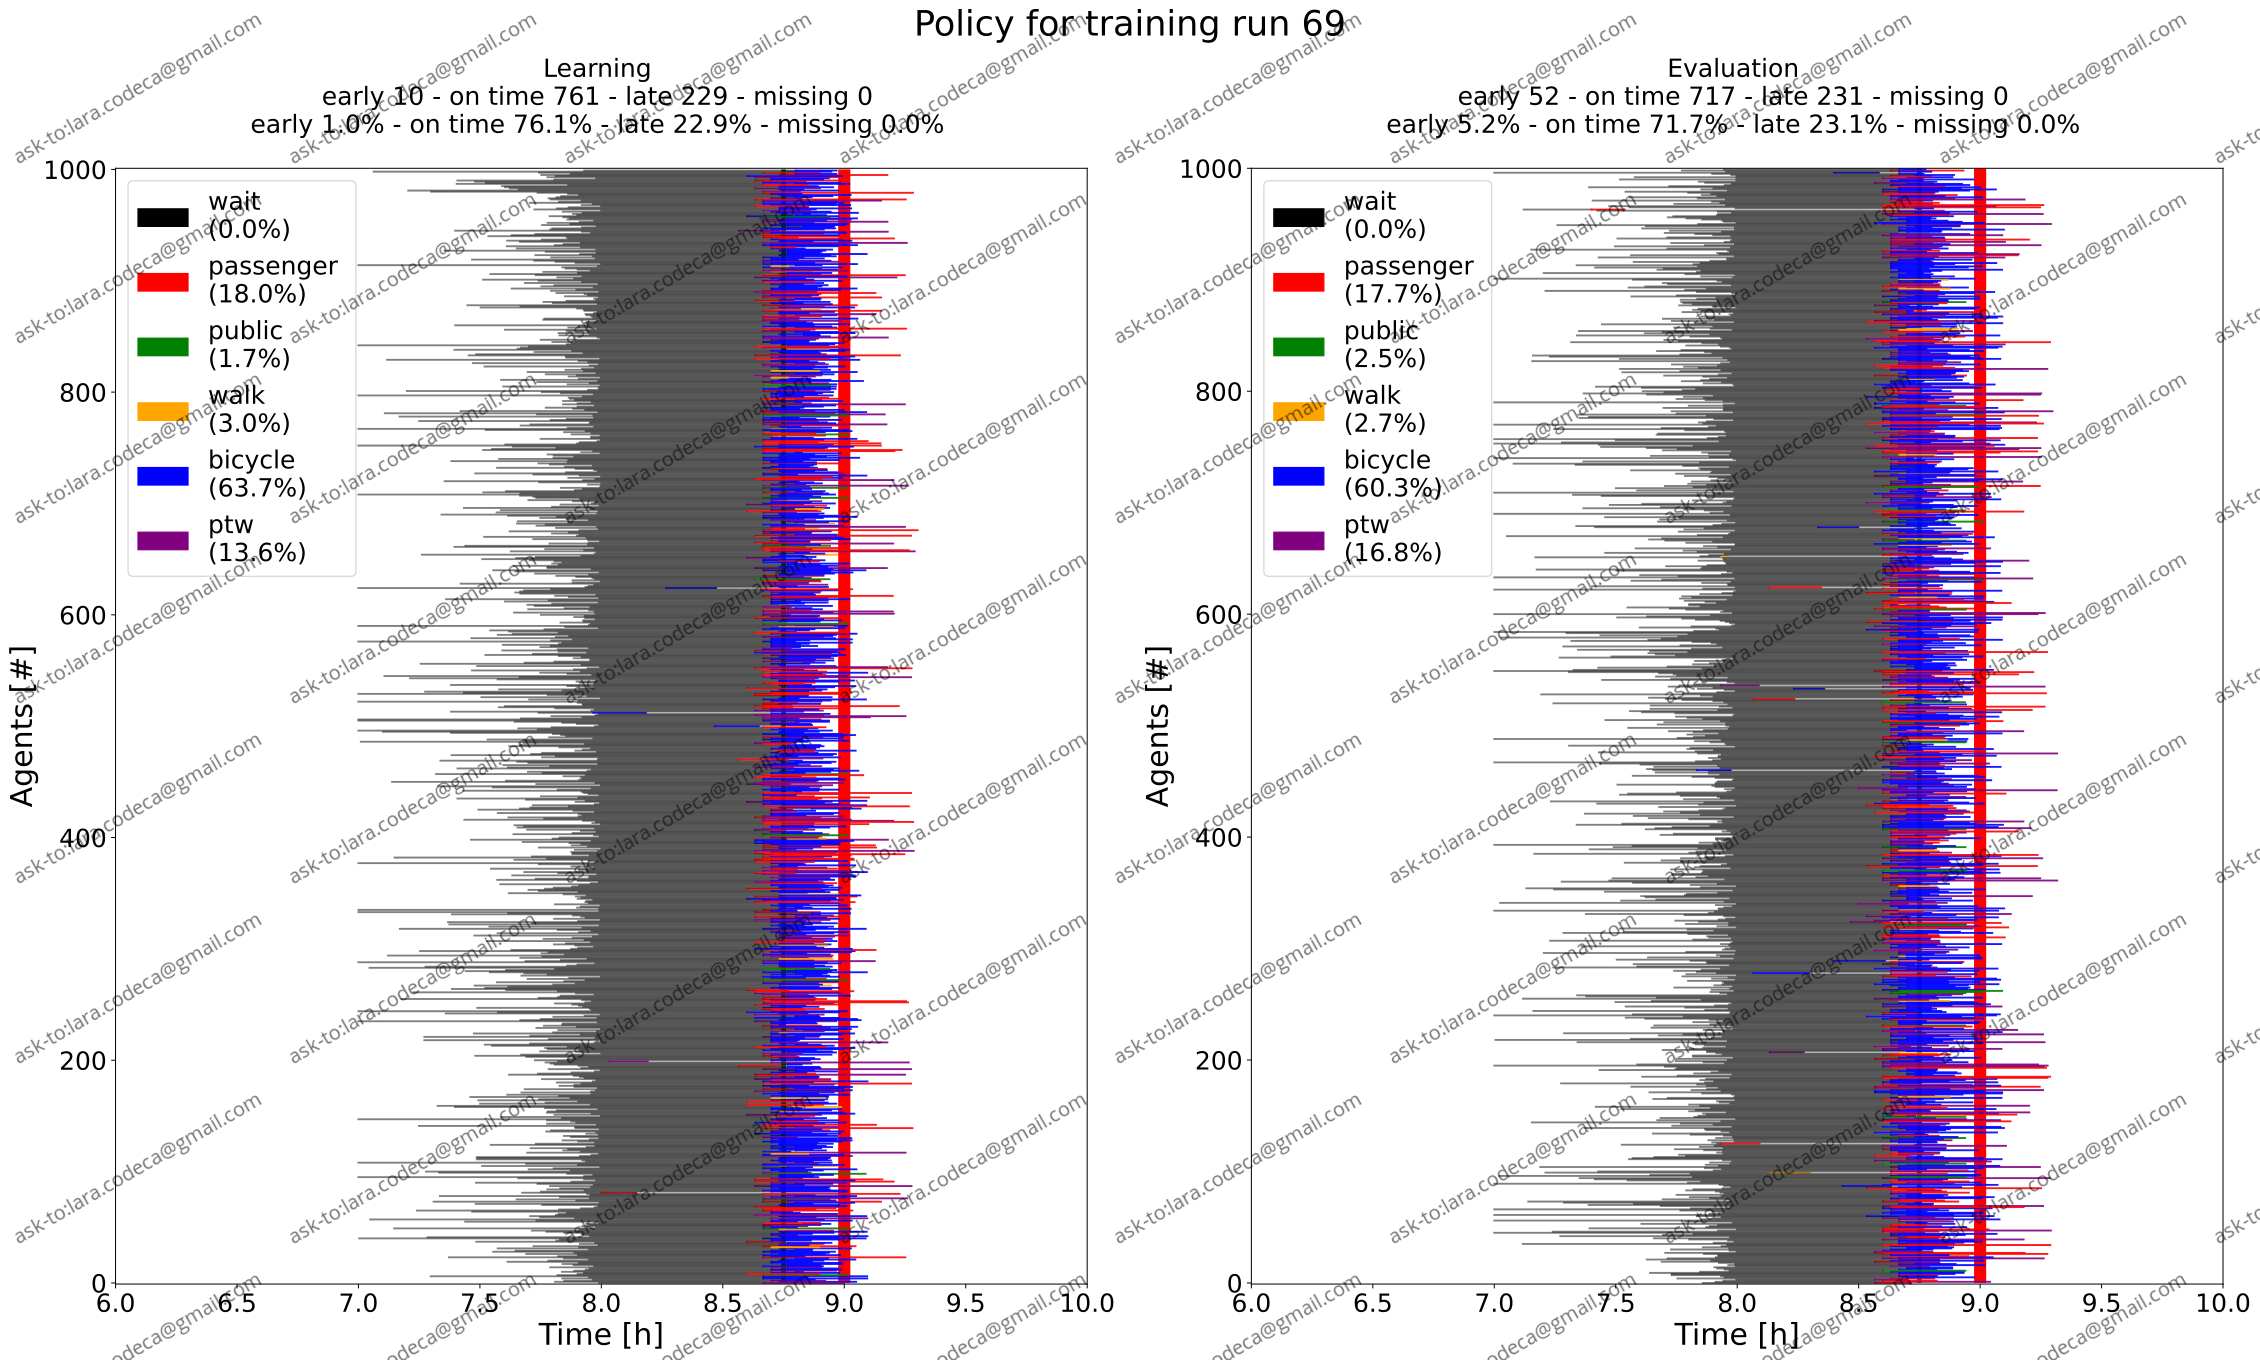 Policy for training run 69
Learning
early 10 - on time 761 - late 229 - missing 0
early 1.0% - on time 76.1% - late 22.9% - missing 0.0%
1000
800
600
400
200
0
Agents [#]
wait
(0.0%)
passenger
(18.0%)
public
(1.7%)
walk
(3.0%)
bicycle
(63.7%)
ptw
(13.6%)
6.0 6.5 7.0 7.5 8.0 8.5 9.0 9.5 10.0
Time [h]
Evaluation
early 52 - on time 717 - late 231 - missing 0
early 5.2% - on time 71.7% - late 23.1% - missing 0.0%
1000
800
600
400
200
0
Agents [#]
wait
(0.0%)
passenger
(17.7%)
public
(2.5%)
walk
(2.7%)
bicycle
(60.3%)
ptw
(16.8%)
6.0 6.5 7.0 7.5 8.0 8.5 9.0 9.5 10.0
Time [h]
ask-to:lara.codeca@gmail.com